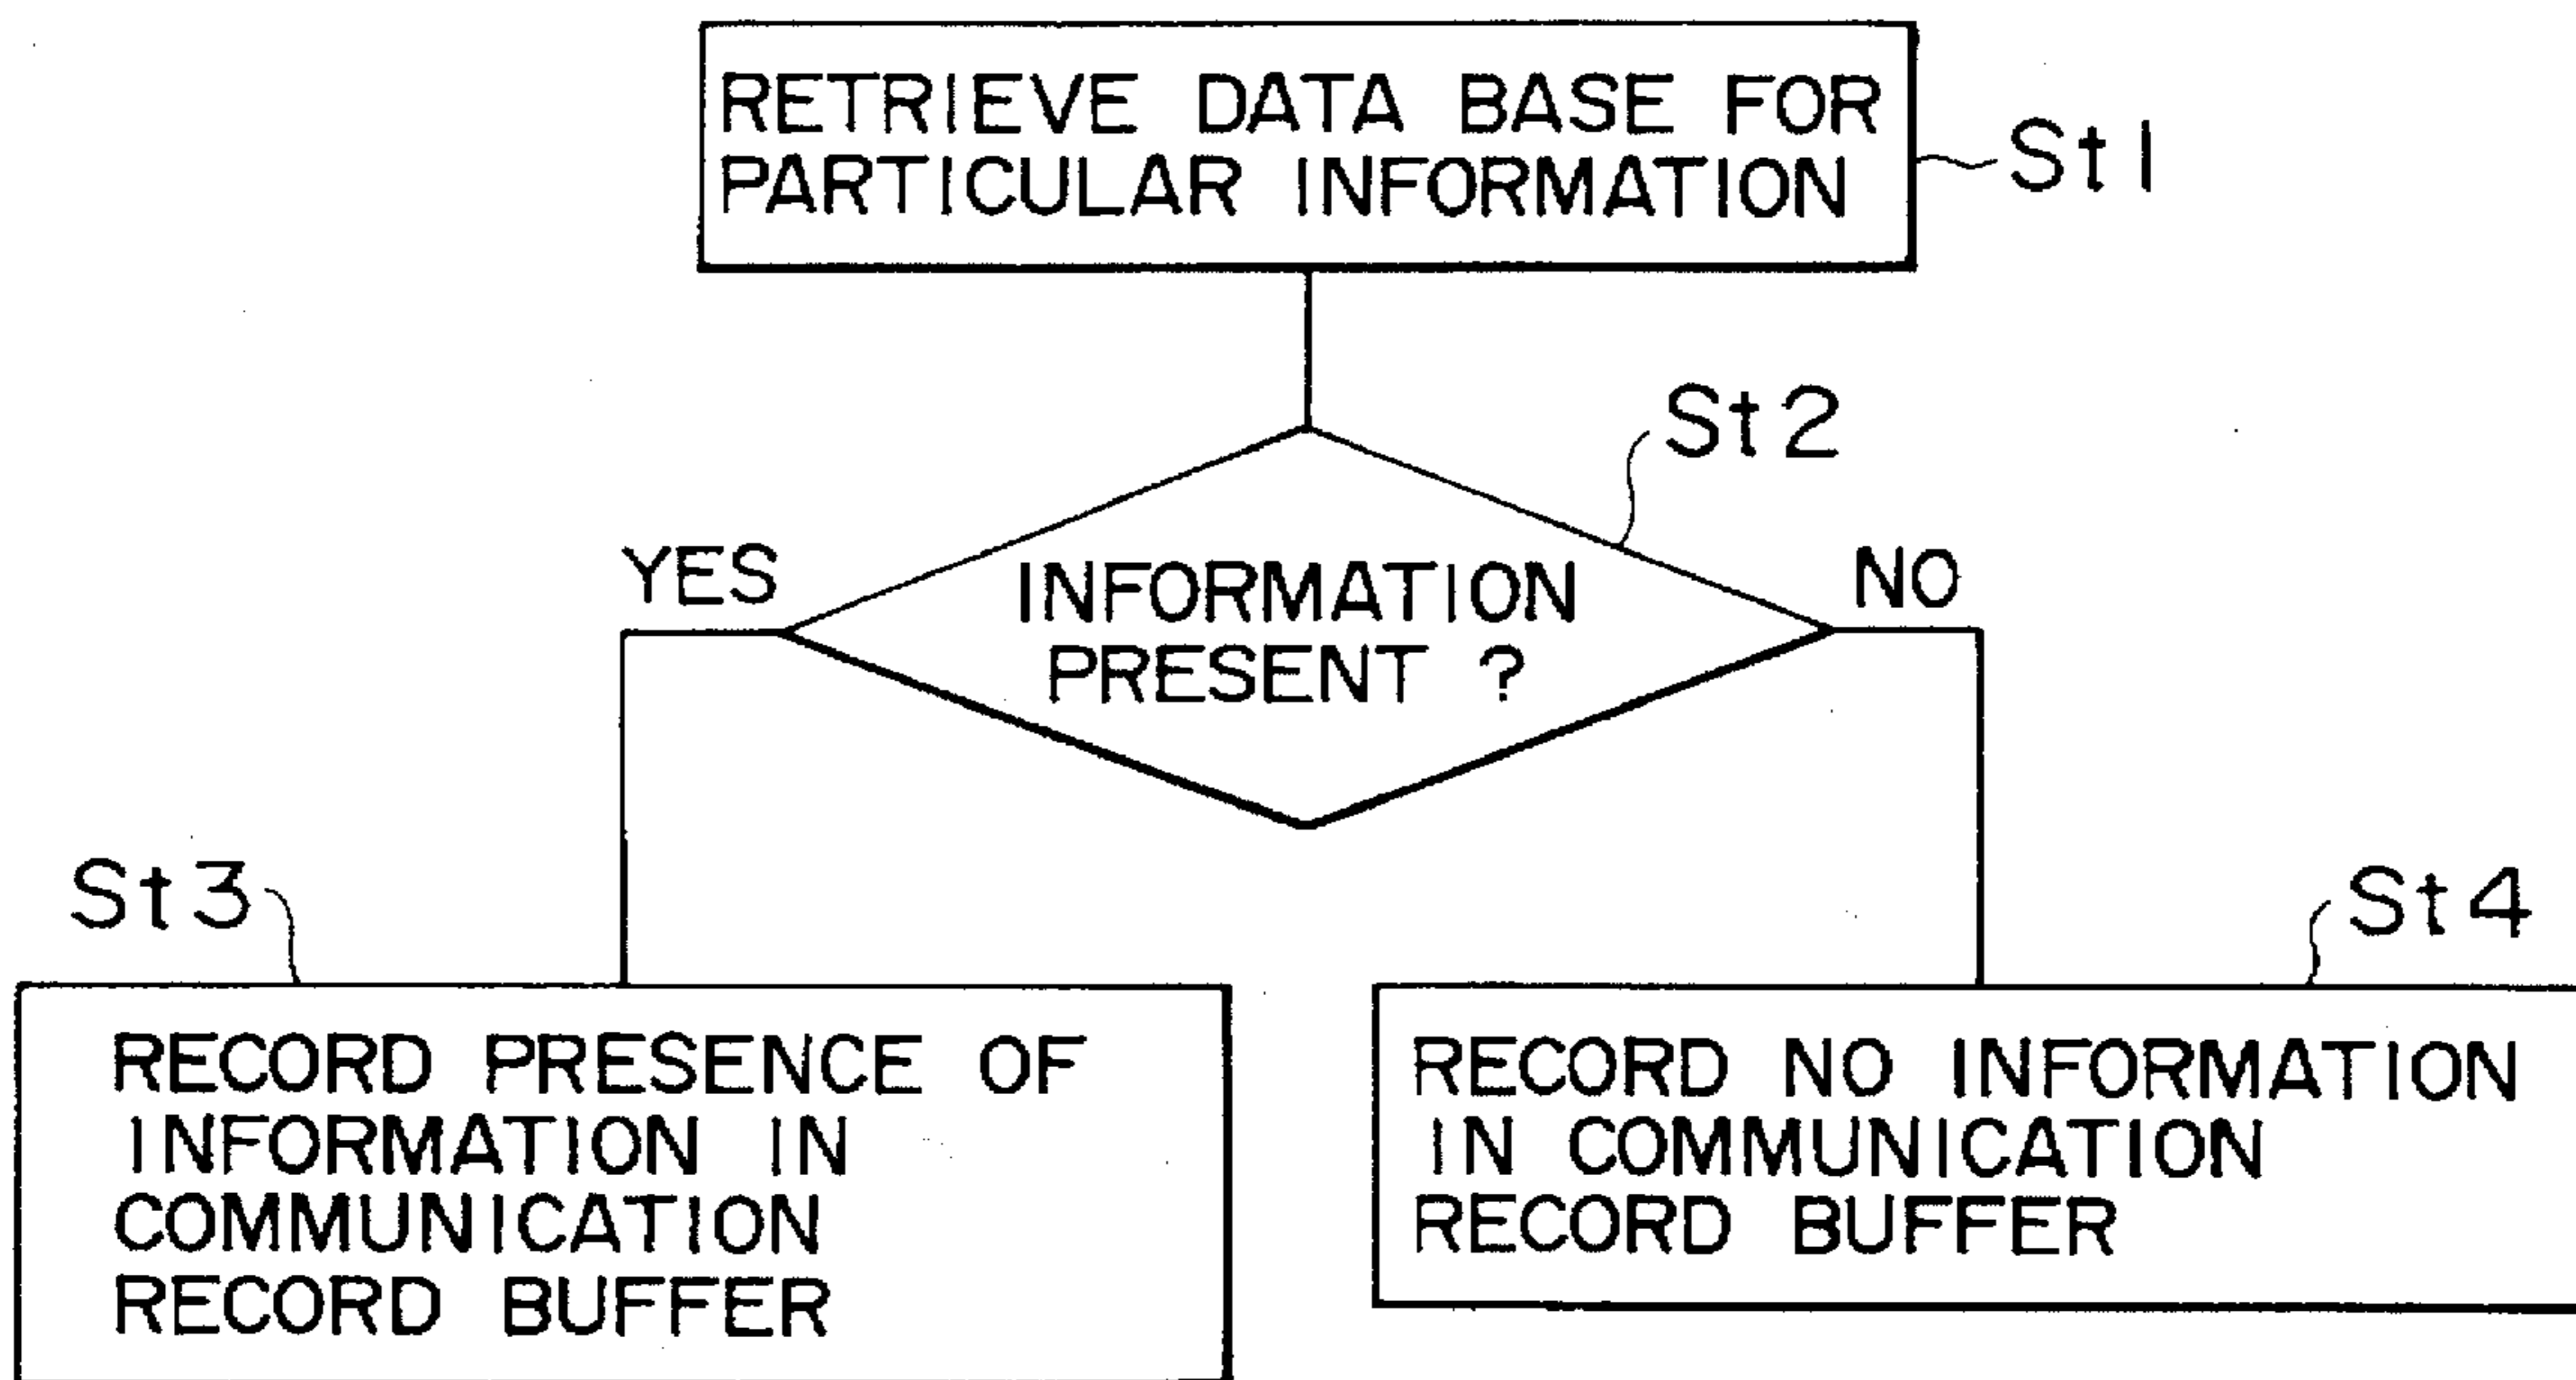 RETRIEVE DATA BASE FOR
PARTICULAR INFORMATION
St1
St2
YES
NO
INFORMATION
PRESENT ?
St3
St4
RECORD PRESENCE OF
INFORMATION IN
COMMUNICATION
RECORD BUFFER
RECORD NO INFORMATION
IN COMMUNICATION
RECORD BUFFER